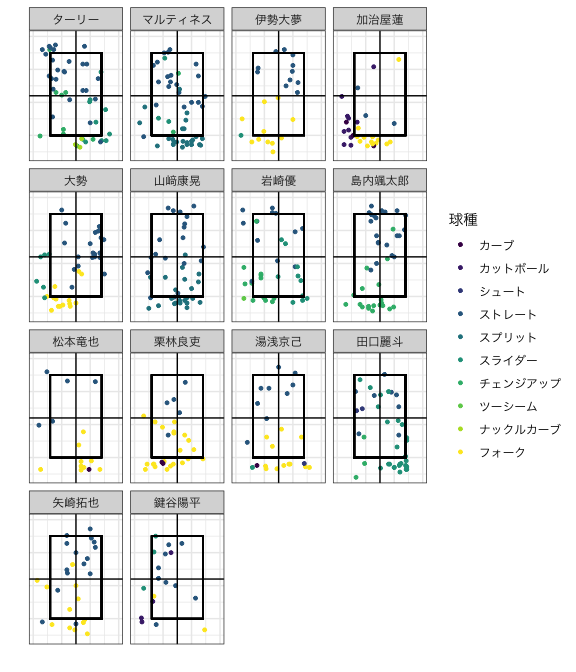 ターリー
マルティネス
伊勢大夢
加治屋蓮
大勢
山﨑康晃
岩崎優
島内颯太郎
松本竜也
栗林良吏
湯浅京己
田口麗斗
矢崎拓也
鍵谷陽平
球種
カーブ
カットボール
シュート
ストレート
スプリット
スライダー
チェンジアップ
ツーシーム
ナックルカーブ
フォーク